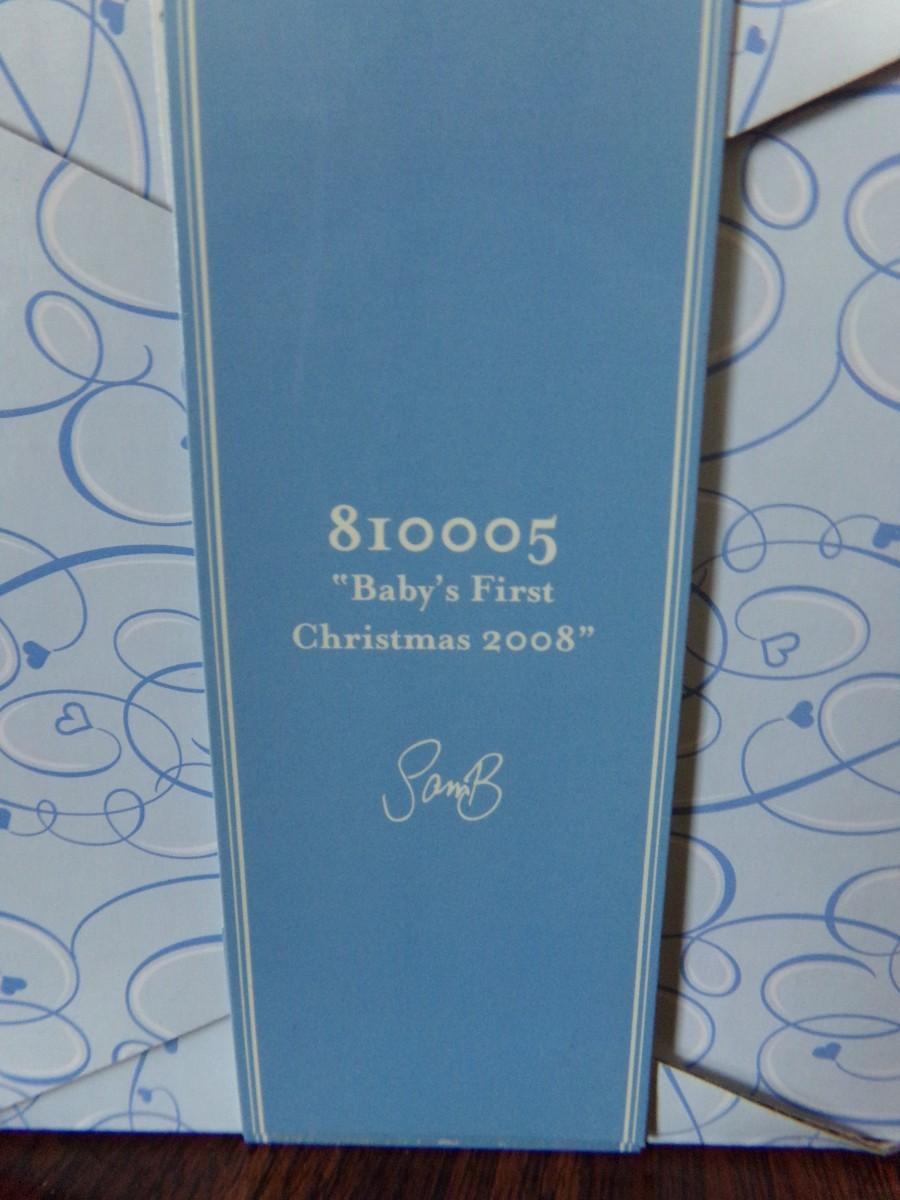 810005
“Baby's First
Christmas 2008”
SamB